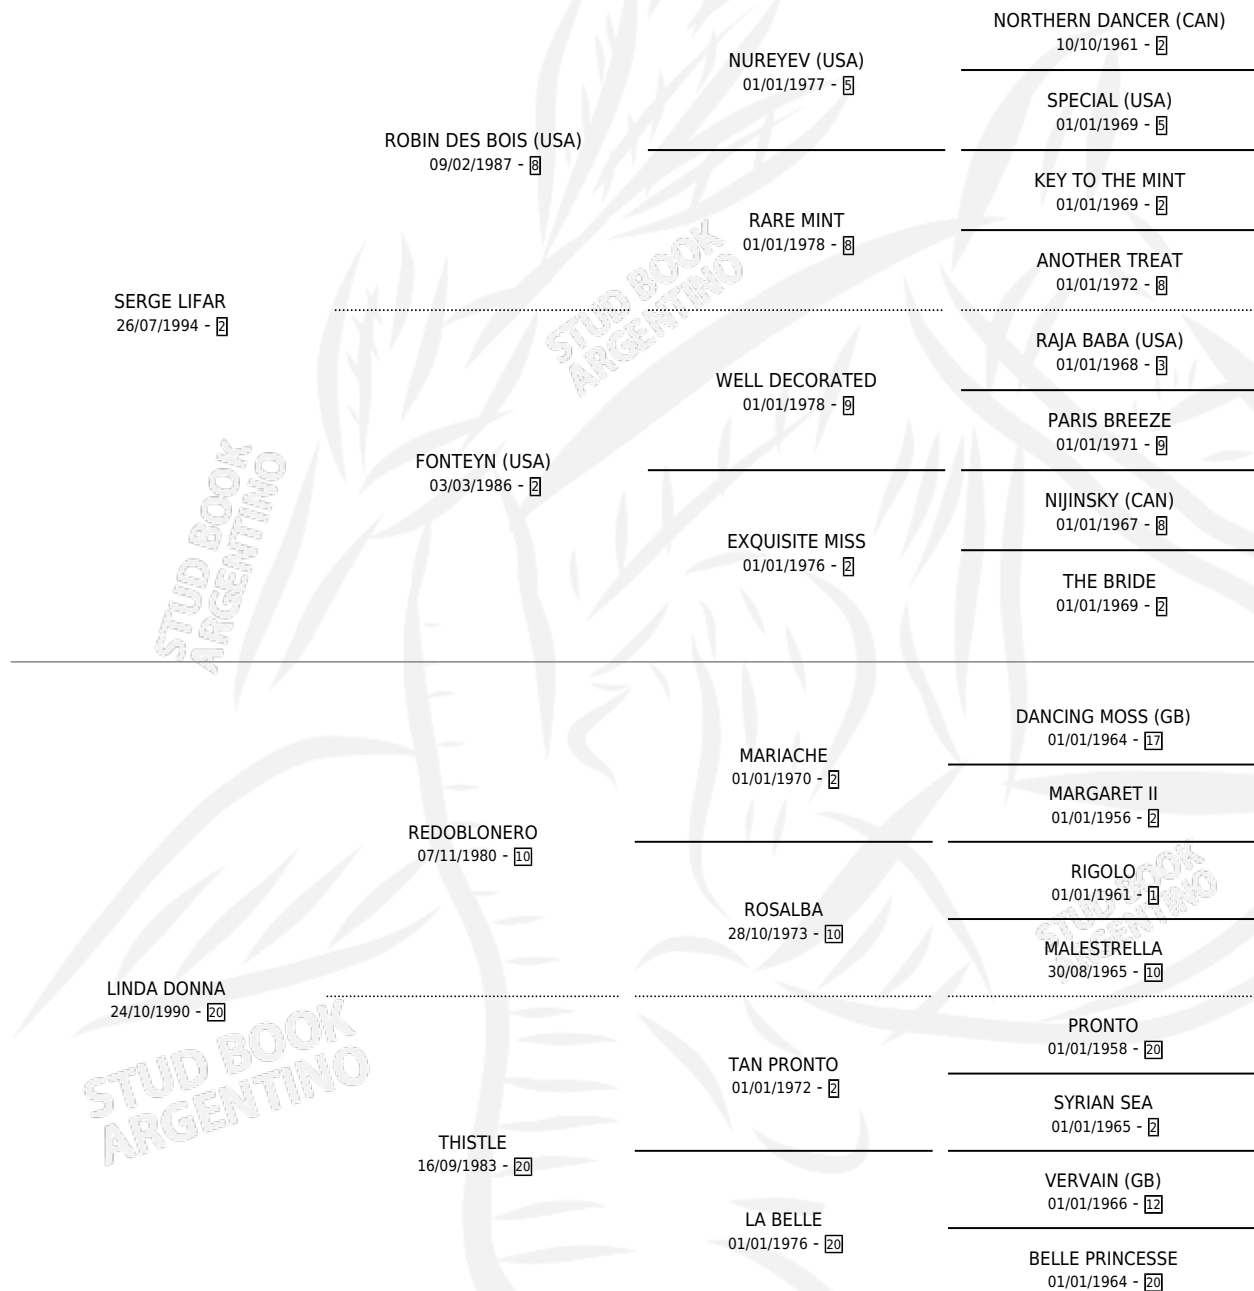 NORTHERN DANCER (CAN)
10/10/1961 - 2
NUREYEV (USA)
01/01/1977 - 5
SPECIAL (USA)
01/01/1969 - 5
ROBIN DES BOIS (USA)
09/02/1987 - 8
KEY TO THE MINT
01/01/1969 - 2
RARE MINT
01/01/1978 - 8
ANOTHER TREAT
01/01/1972 - 8
SERGE LIFAR
26/07/1994 - 2
STUD BOOK
ARGENTINO
RAJA BABA (USA)
01/01/1968 - 3
WELL DECORATED
01/01/1978 - 9
PARIS BREEZE
01/01/1971 - 9
FONTEYN (USA)
03/03/1986 - 2
NIJINSKY (CAN)
01/01/1967 - 8
EXQUISITE MISS
01/01/1976 - 2
THE BRIDE
01/01/1969 - 2
STUD BOOK
ARGENTINO
DANCING MOSS (GB)
01/01/1964 - 17
MARIACHE
01/01/1970 - 2
MARGARET II
01/01/1956 - 2
REDOBLONERO
07/11/1980 - 10
RIGOLO
01/01/1961 - 1
ROSALBA
28/10/1973 - 10
STUD BOOK
ARGENTINO
MALESTRELLA
30/08/1965 - 10
LINDA DONNA
24/10/1990 - 20
STUD BOOK
ARGENTINO
PRONTO
01/01/1958 - 20
TAN PRONTO
01/01/1972 - 2
SYRIAN SEA
01/01/1965 - 2
THISTLE
16/09/1983 - 20
VERVAIN (GB)
01/01/1966 - 12
LA BELLE
01/01/1976 - 20
BELLE PRINCESSE
01/01/1964 - 20